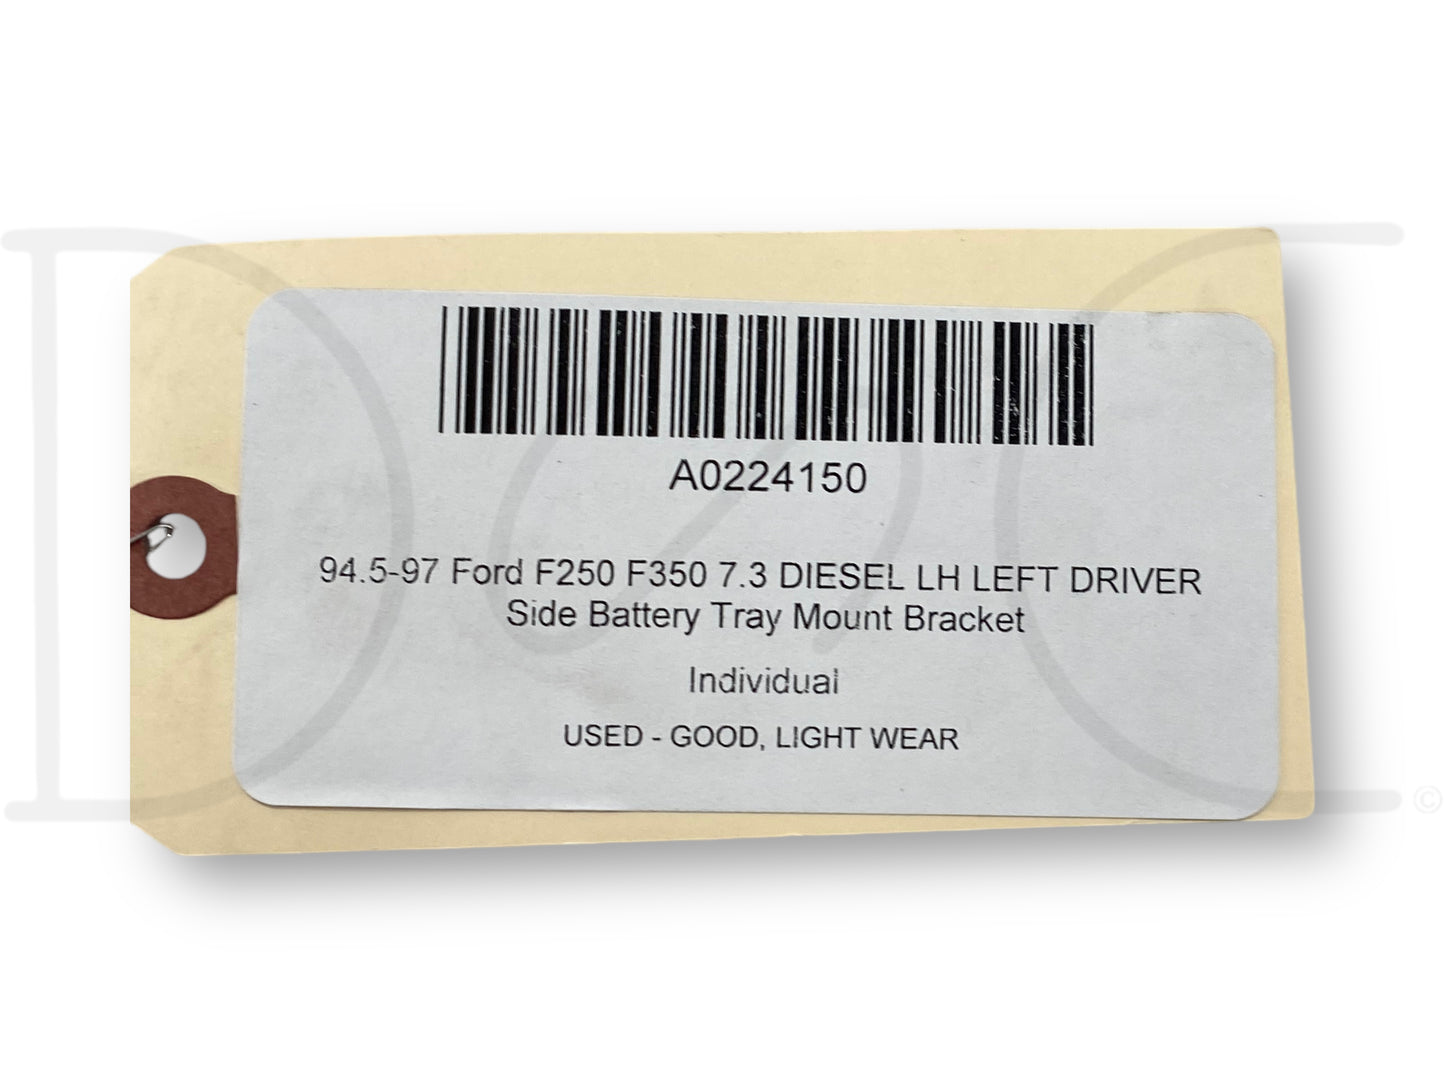 A0224150
94.5-97 Ford F250 F350 7.3 DIESEL LH LEFT DRIVER
Side Battery Tray Mount Bracket
Individual
USED - GOOD, LIGHT WEAR
©